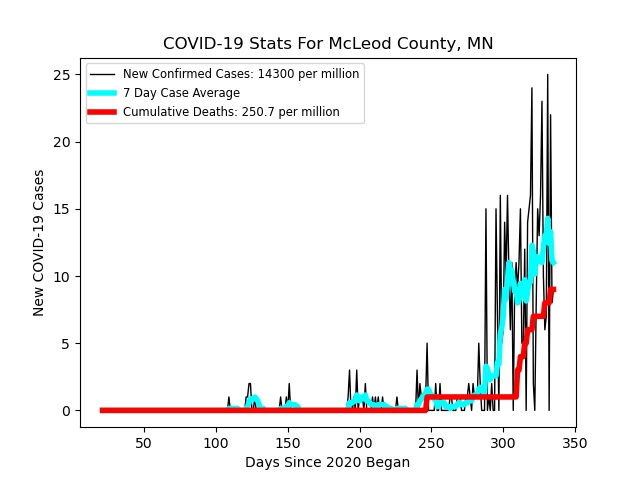 COVID-19 Stats For McLeod County, MN
New Confirmed Cases: 14300 per million
7 Day Case Average
Cumulative Deaths: 250.7 per million
New COVID-19 Cases
25
20
15
10
5
0
50 100 150 200 250 300 350
Days Since 2020 Began